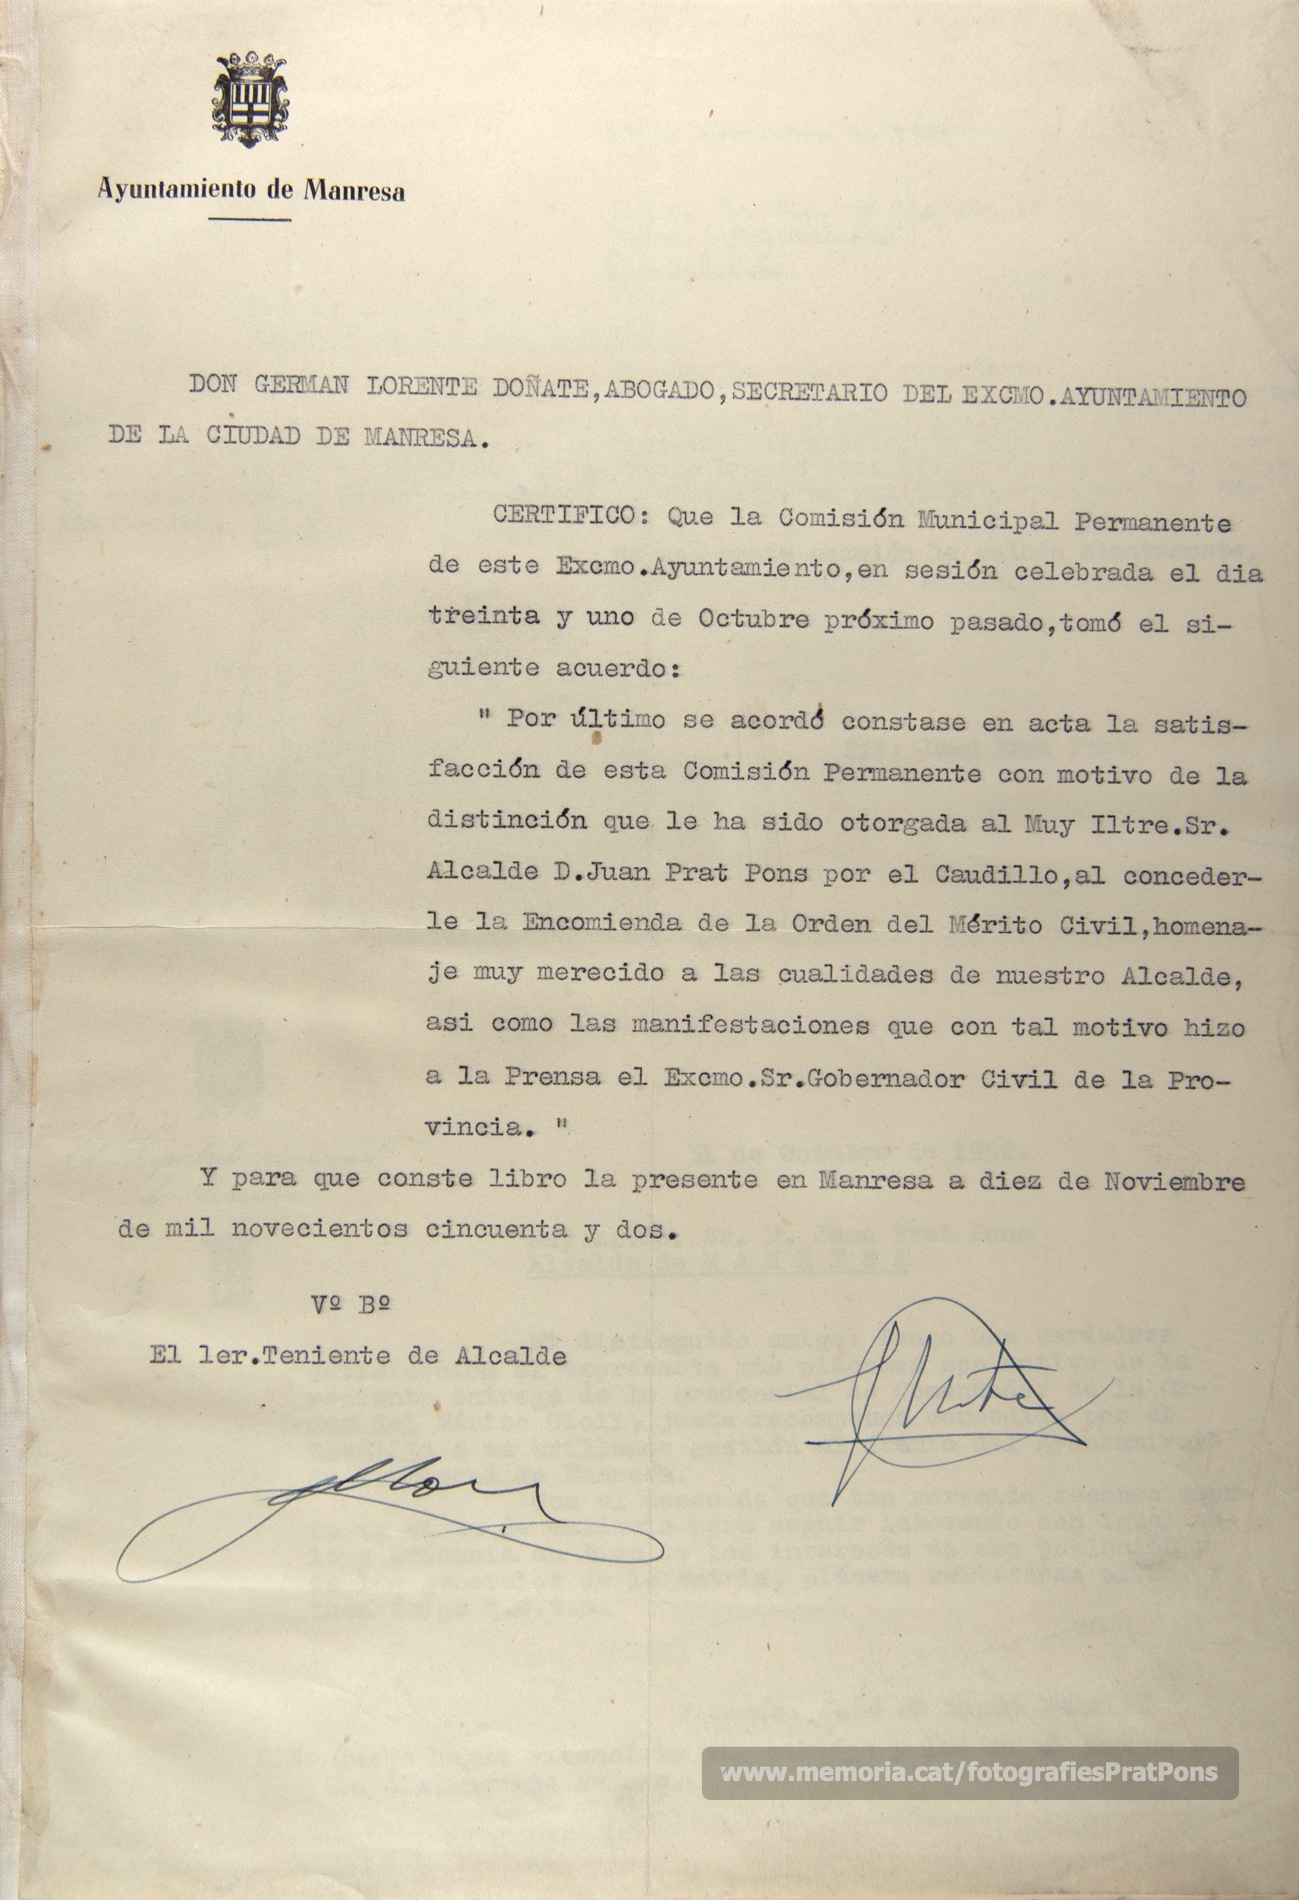 Ayuntamiento de Manresa
DON GERMAN LORENTE DOÑATE,ABOGADO,SECRETARIO DEL EXCMO.AYUNTAMIENTO
DE LA CIUDAD DE MANRESA.
CERTIFICO: Que la Comisión Municipal Permanente
de este Excmo.Ayuntamiento,en sesión celebrada el dia
treinta y uno de Octubre próximo pasado,tomó el si-
guiente acuerdo:
" Por último se acordó constase en acta la satis-
facción de esta Comisión Permanente con motivo de la
distinción que le ha sido otorgada al Muy Iltre.Sr.
Alcalde D.Juan Prat Pons por el Caudillo,al conceder-
le la Encomienda de la Orden del Mérito Civil,homena-
je muy merecido a las cualidades de nuestro Alcalde,
asi como las manifestaciones que con tal motivo hizo
a la Prensa el Excmo.Sr.Gobernador Civil de la Pro-
vincia. "
Y para que conste libro la presente en Manresa a diez de Noviembre
de mil novecientos cincuenta y dos.
Vº Bº
El 1er.Teniente de Alcalde
www.memoria.cat/fotografiesPratPons